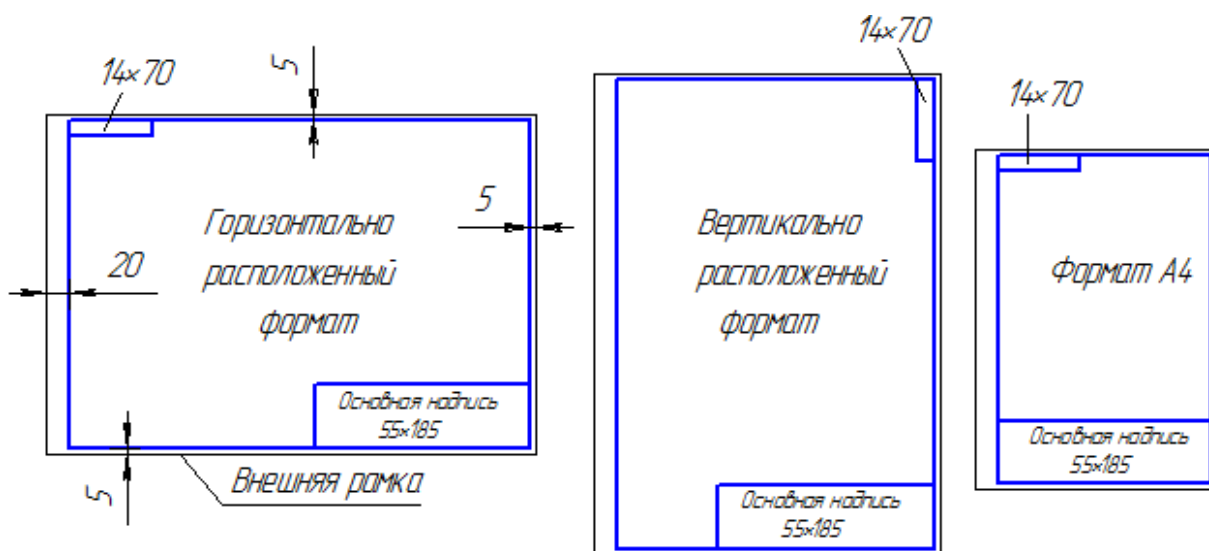 14×70
5
Горизонтально
расположенный
формат
20
5
Основная надпись
55×185
5
Внешняя рамка
14×70
Вертикально
расположенный
формат
Основная надпись
55×185
14×70
Формат А4
Основная надпись
55×185